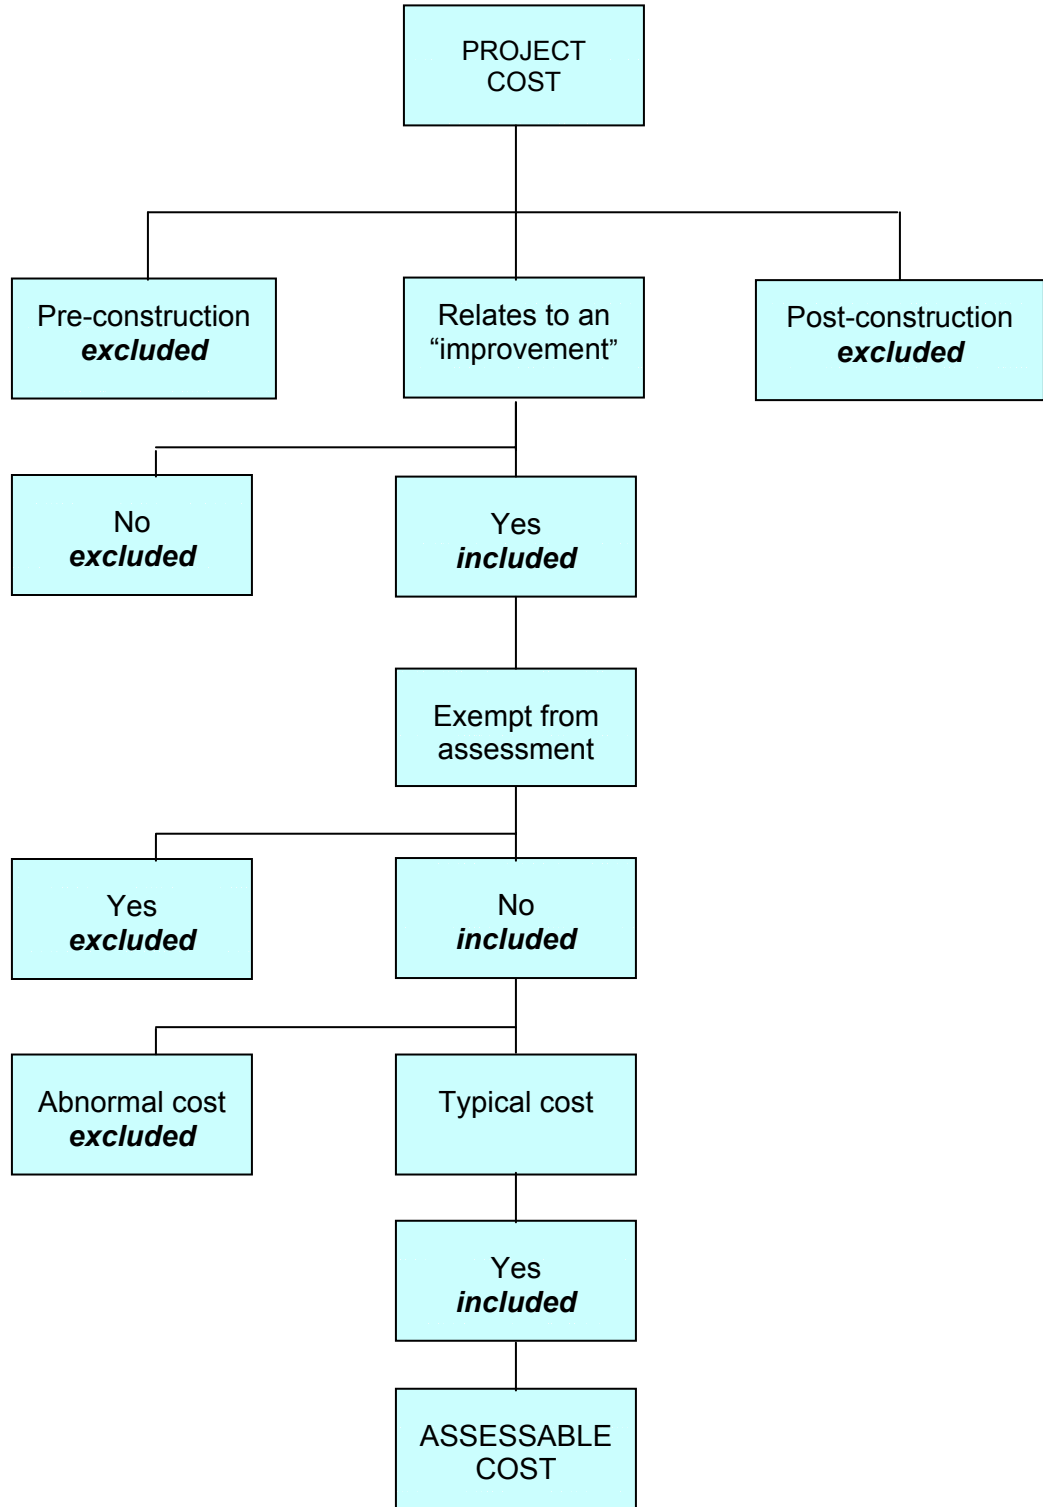 PROJECT
COST
Pre-construction
excluded
Relates to an
“improvement”
Post-construction
excluded
No
excluded
Yes
included
Exempt from
assessment
Yes
excluded
No
included
Abnormal cost
excluded
Typical cost
Yes
included
ASSESSABLE
COST